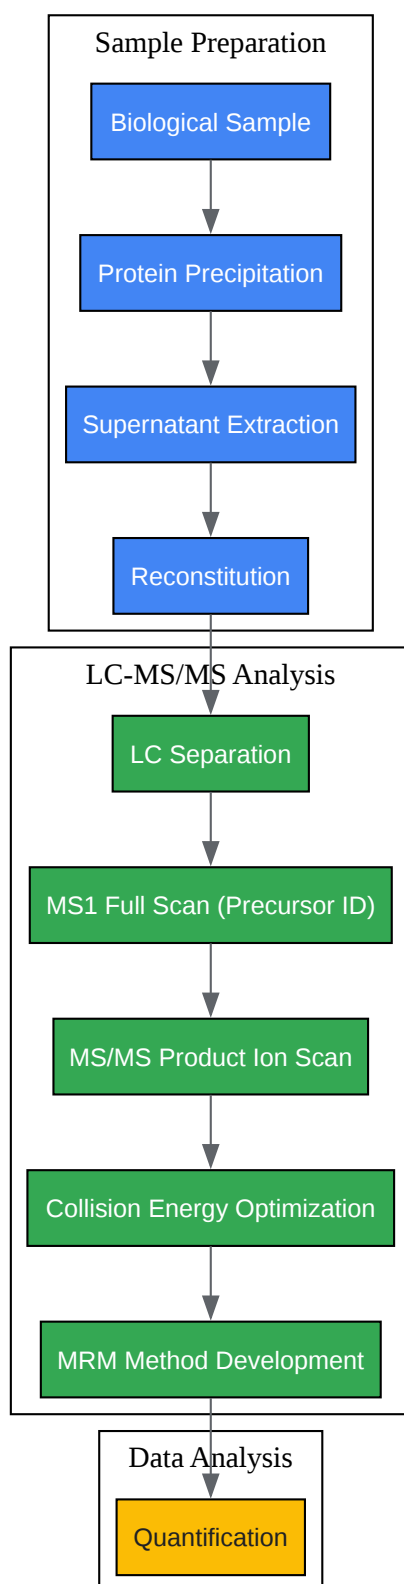 Sample Preparation
Biological Sample
Protein Precipitation
Supernatant Extraction
Reconstitution
LC-MS/MS Analysis
LC Separation
MS1 Full Scan (Precursor ID)
MS/MS Product Ion Scan
Collision Energy Optimization
MRM Method Development
Data Analysis
Quantification